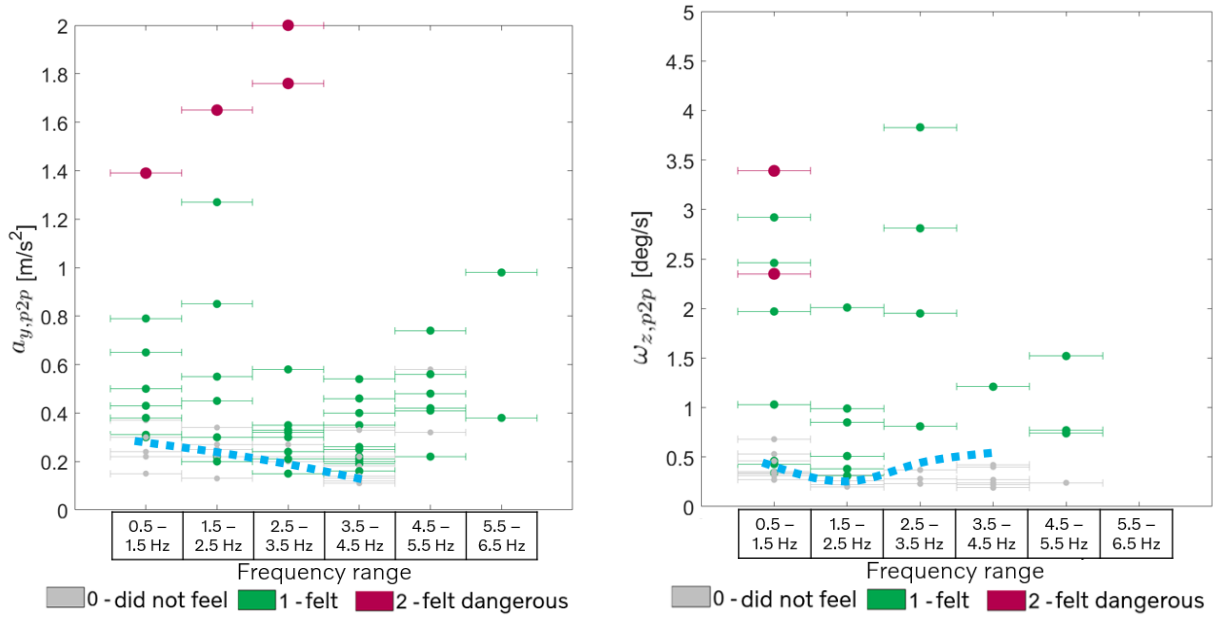 2
1.8
1.6
1.4
1.2
1
0.8
0.6
0.4
0.2
0
a_{y,p2p} [m/s²]
0.5 – 1.5 – 2.5 – 3.5 – 4.5 – 5.5 –
1.5 Hz 2.5 Hz 3.5 Hz 4.5 Hz 5.5 Hz 6.5 Hz
Frequency range
0 - did not feel 1 - felt 2 - felt dangerous
5
4.5
4
3.5
3
2.5
2
1.5
1
0.5
0
ω_{z,p2p} [deg/s]
0.5 – 1.5 – 2.5 – 3.5 – 4.5 – 5.5 –
1.5 Hz 2.5 Hz 3.5 Hz 4.5 Hz 5.5 Hz 6.5 Hz
Frequency range
0 - did not feel 1 - felt 2 - felt dangerous